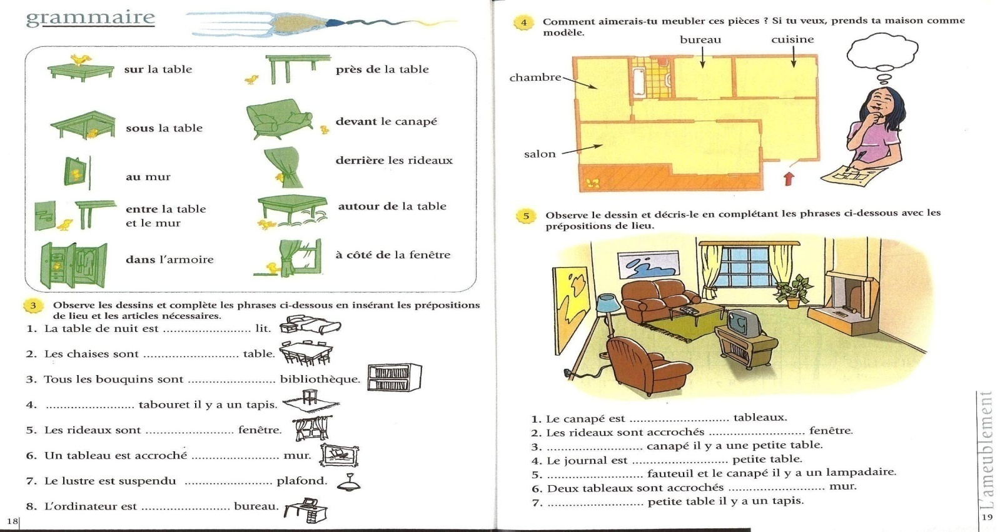 grammaire
sur la table
près de la table
sous la table
devant le canapé
au mur
derrière les rideaux
entre la table
et le mur
autour de la table
dans l'armoire
à côté de la fenêtre
3 Observe les dessins et complète les phrases ci-dessous en insérant les prépositions
de lieu et les articles nécessaires.
1. La table de nuit est ........................ lit.
2. Les chaises sont .......................... table.
3. Tous les bouquins sont ........................ bibliothèque.
4. ........................ tabouret il y a un tapis.
5. Les rideaux sont ........................ fenêtre.
6. Un tableau est accroché ........................ mur.
7. Le lustre est suspendu ........................ plafond.
8. L'ordinateur est ........................ bureau.
18
4 Comment aimerais-tu meubler ces pièces ? Si tu veux, prends ta maison comme
modèle.
bureau
cuisine
chambre
salon
5 Observe le dessin et décris-le en complétant les phrases ci-dessous avec les
prépositions de lieu.
1. Le canapé est .......................... tableaux.
2. Les rideaux sont accrochés .......................... fenêtre.
3. .......................... canapé il y a une petite table.
4. Le journal est .......................... petite table.
5. .......................... fauteuil et le canapé il y a un lampadaire.
6. Deux tableaux sont accrochés .......................... mur.
7. .......................... petite table il y a un tapis.
L'ameublement
19